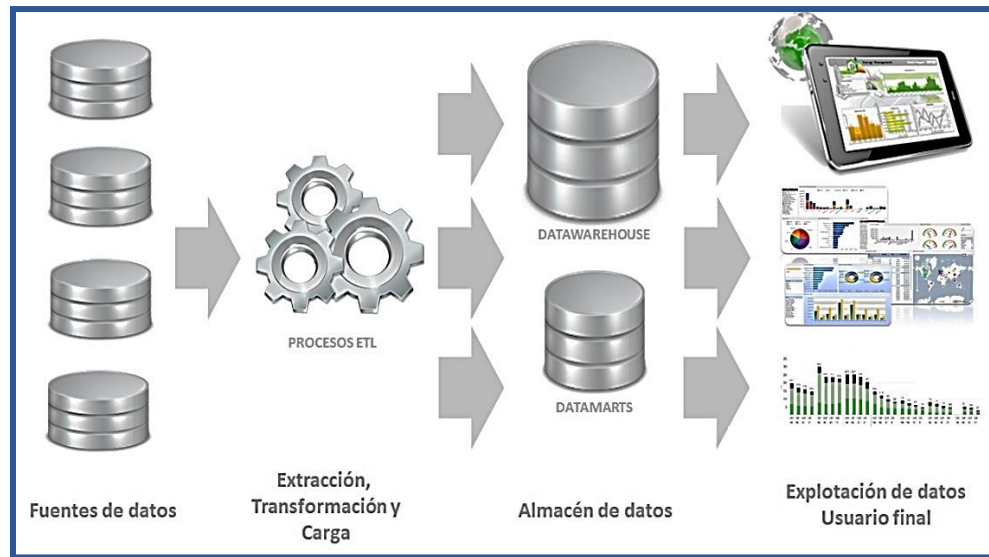 DATAWAREHOUSE
PROCESOS ETL
DATAMARTS
Fuentes de datos
Extracción,
Transformación y
Carga
Almacén de datos
Explotación de datos
Usuario final